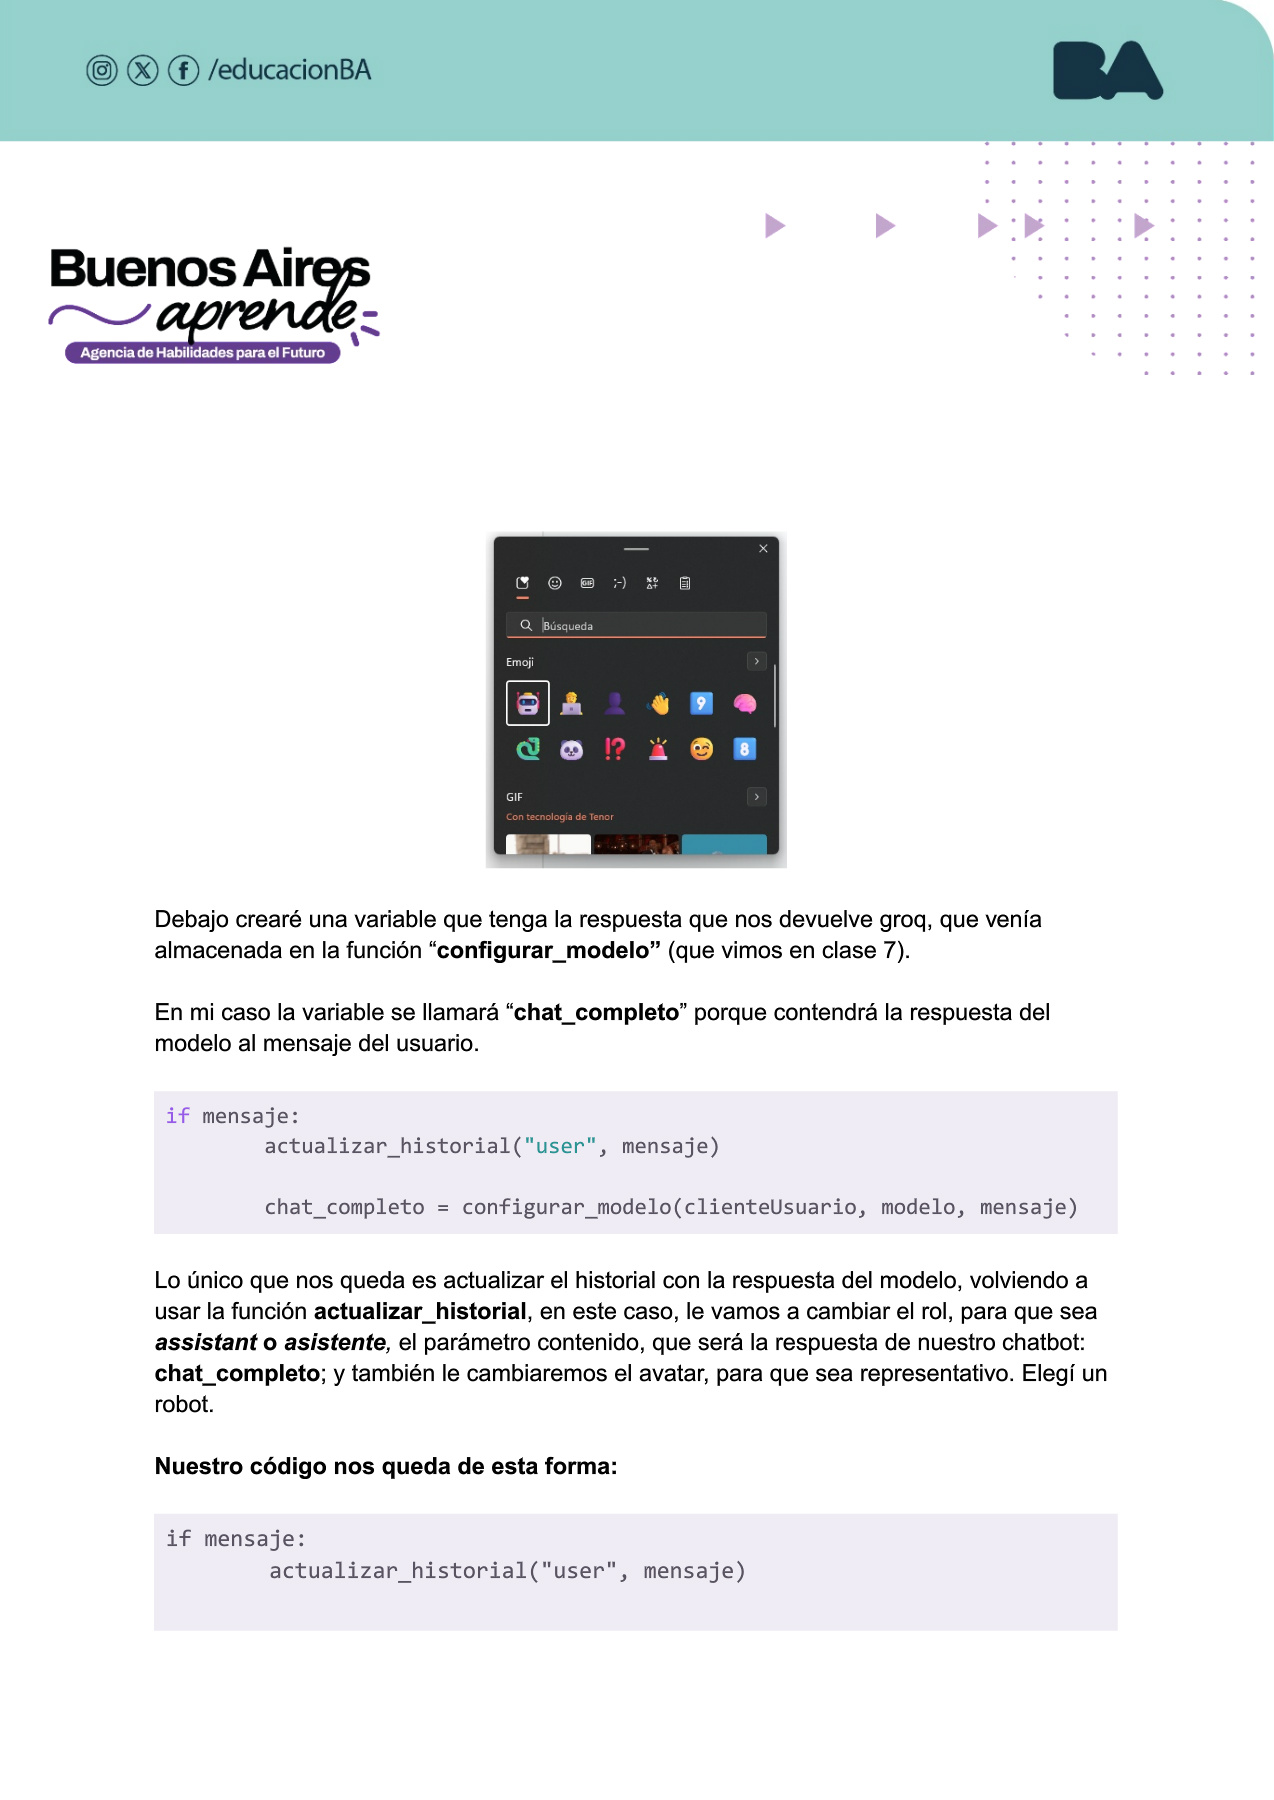 /educacionBA
BA
Buenos Aires
aprende
Agencia de Habilidades para el Futuro
Búsqueda
Emoji
GIF
Con tecnología de Tenor
Debajo crearé una variable que tenga la respuesta que nos devuelve groq, que venía
almacenada en la función “configurar_modelo” (que vimos en clase 7).
En mi caso la variable se llamará “chat_completo” porque contendrá la respuesta del
modelo al mensaje del usuario.
if mensaje:
actualizar_historial("user", mensaje)
chat_completo = configurar_modelo(clienteUsuario, modelo, mensaje)
Lo único que nos queda es actualizar el historial con la respuesta del modelo, volviendo a
usar la función actualizar_historial, en este caso, le vamos a cambiar el rol, para que sea
assistant o asistente, el parámetro contenido, que será la respuesta de nuestro chatbot:
chat_completo; y también le cambiaremos el avatar, para que sea representativo. Elegí un
robot.
Nuestro código nos queda de esta forma:
if mensaje:
actualizar_historial("user", mensaje)